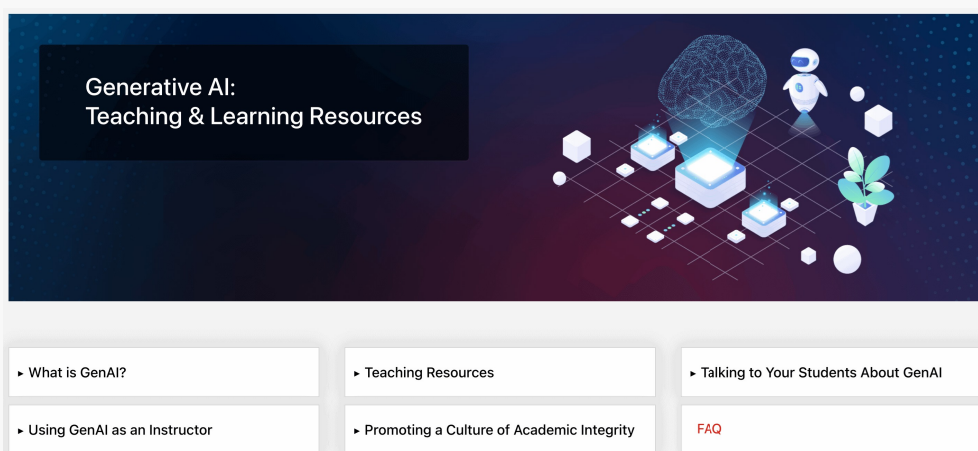 Generative AI:
Teaching & Learning Resources
▸ What is GenAI?
▸ Teaching Resources
▸ Talking to Your Students About GenAI
▸ Using GenAI as an Instructor
▸ Promoting a Culture of Academic Integrity
FAQ